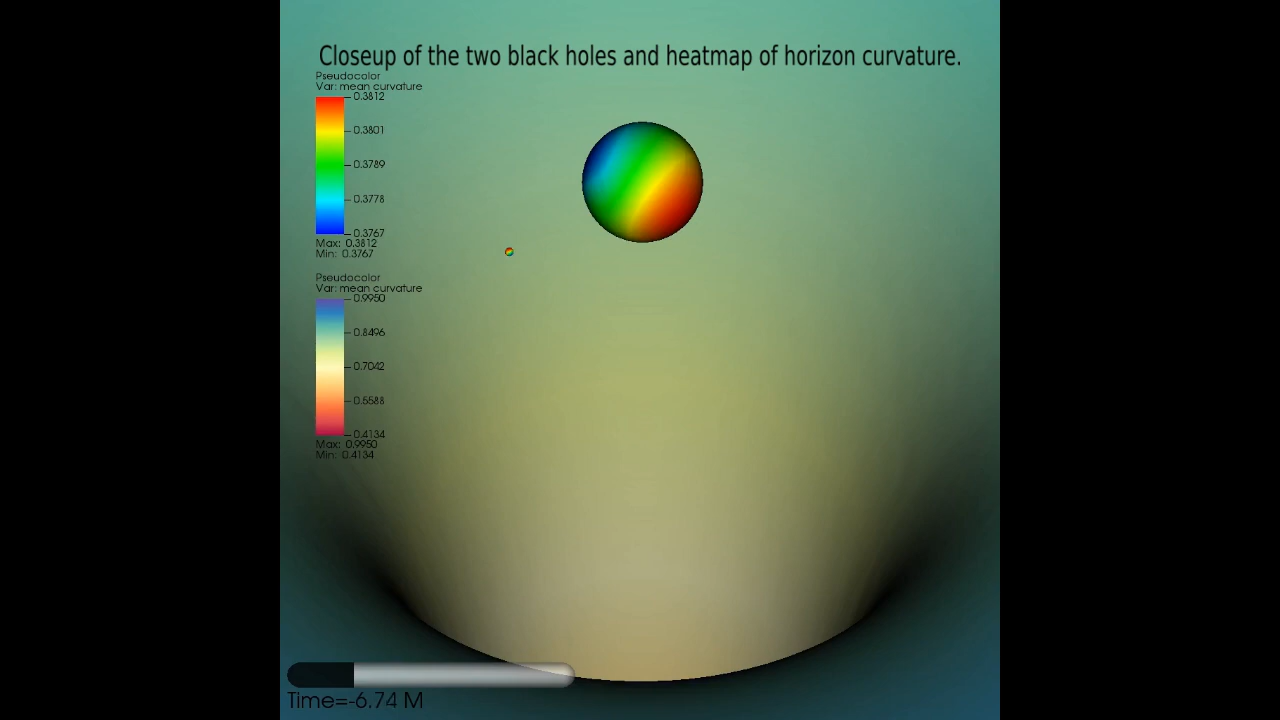 Closeup of the two black holes and heatmap of horizon curvature.
Pseudocolor
Var: mean curvature
0.3812
0.3801
0.3789
0.3778
0.3767
Max: 0.3812
Min: 0.3767
Pseudocolor
Var: mean curvature
0.9950
0.8496
0.7042
0.5588
0.4134
Max: 0.9950
Min: 0.4134
Time=-6.74 M